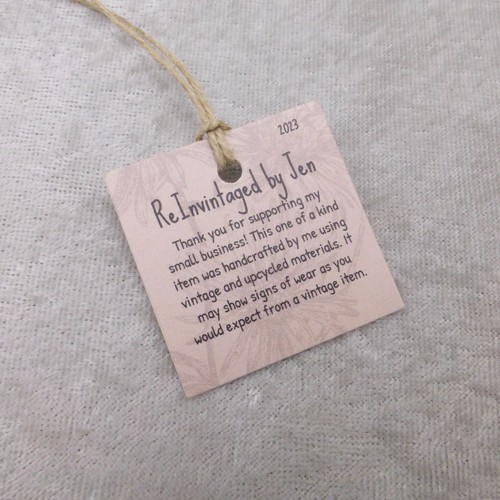 2023
ReInvintaged by Jen
Thank you for supporting my
small business! This one of a kind
item was handcrafted by me using
vintage and upcycled materials. It
may show signs of wear as you
would expect from a vintage item.